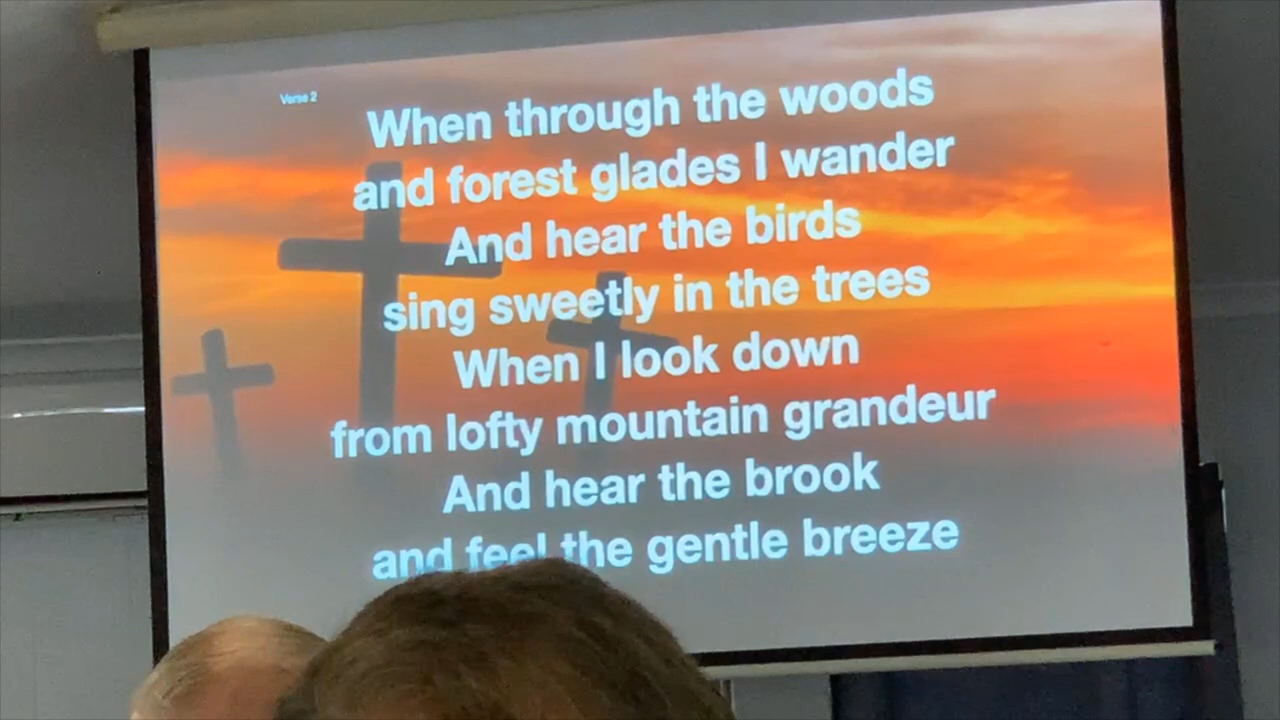 Verse 2
When through the woods
and forest glades I wander
And hear the birds
sing sweetly in the trees
When I look down
from lofty mountain grandeur
And hear the brook
and feel the gentle breeze